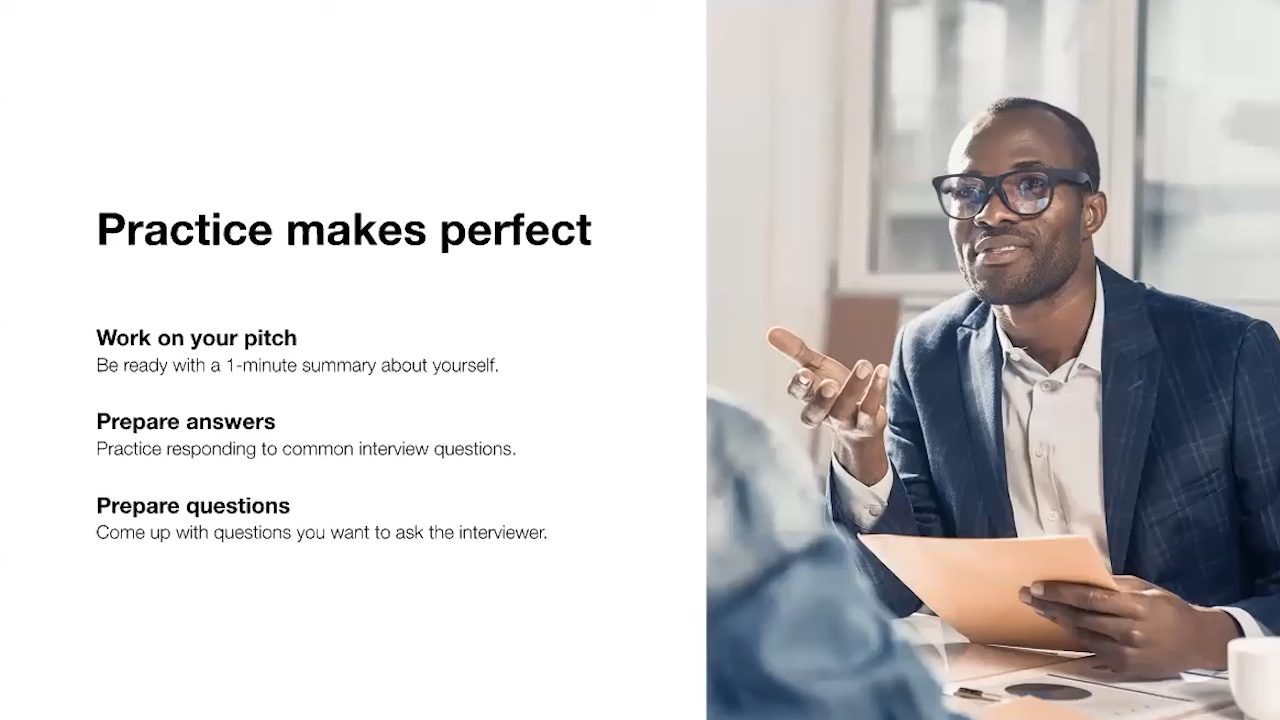 Practice makes perfect
Work on your pitch
Be ready with a 1-minute summary about yourself.
Prepare answers
Practice responding to common interview questions.
Prepare questions
Come up with questions you want to ask the interviewer.